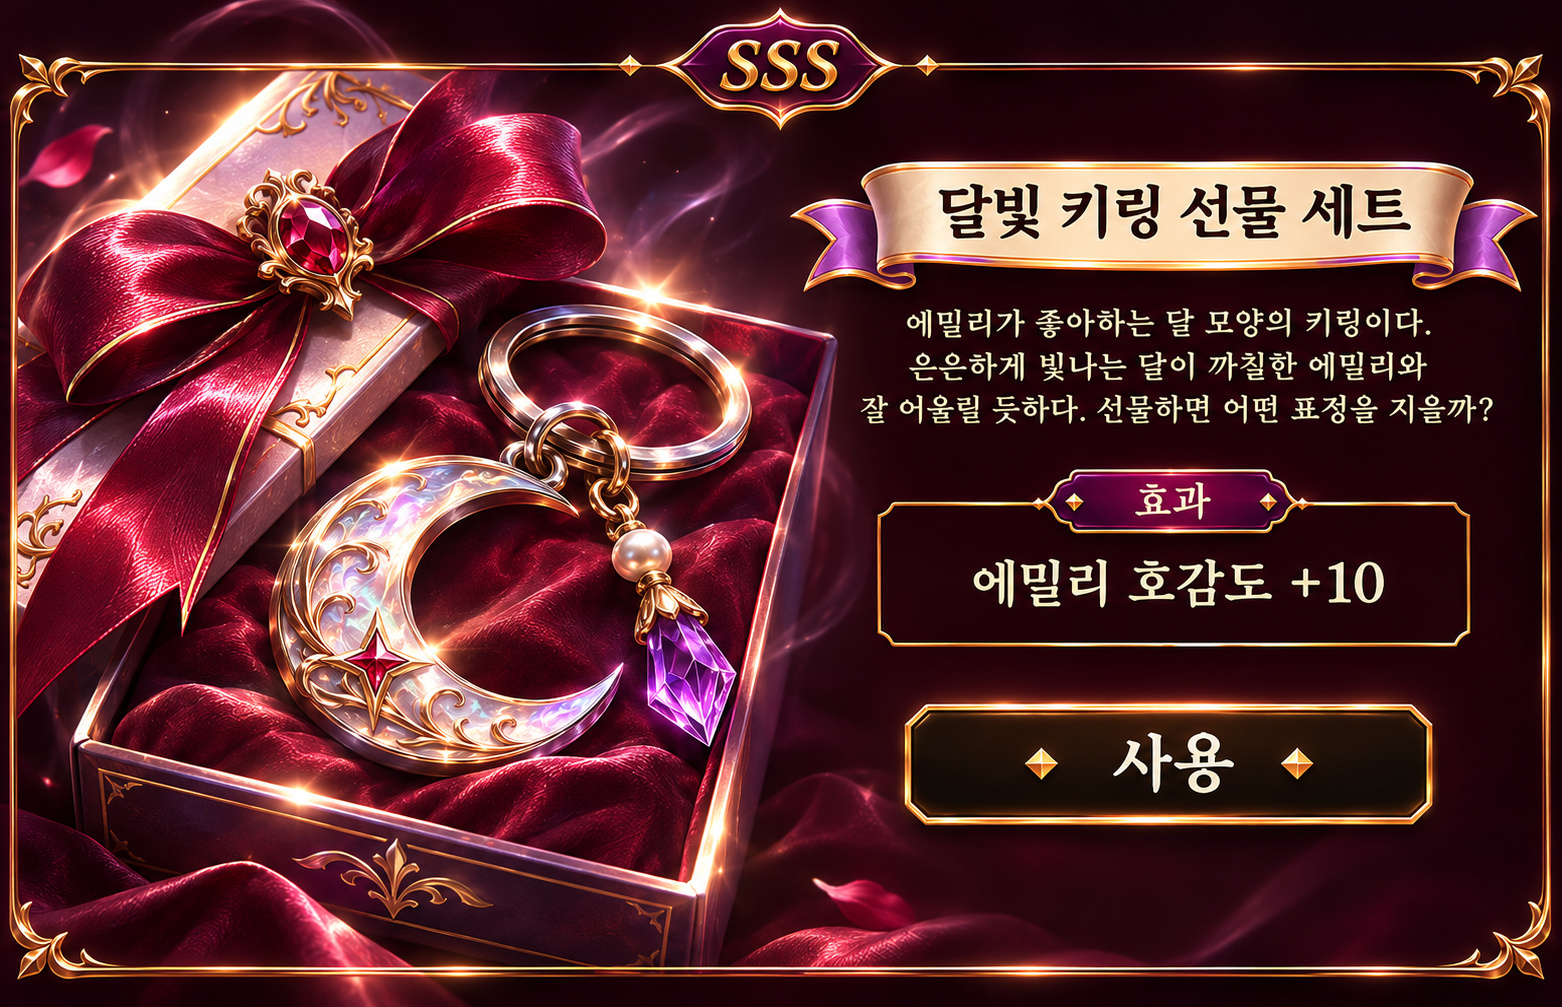 SSS
달빛 키링 선물 세트
에밀리가 좋아하는 달 모양의 키링이다.
은은하게 빛나는 달이 까칠한 에밀리와
잘 어울릴 듯하다. 선물하면 어떤 표정을 지을까?
효과
에밀리 호감도 +10
사용